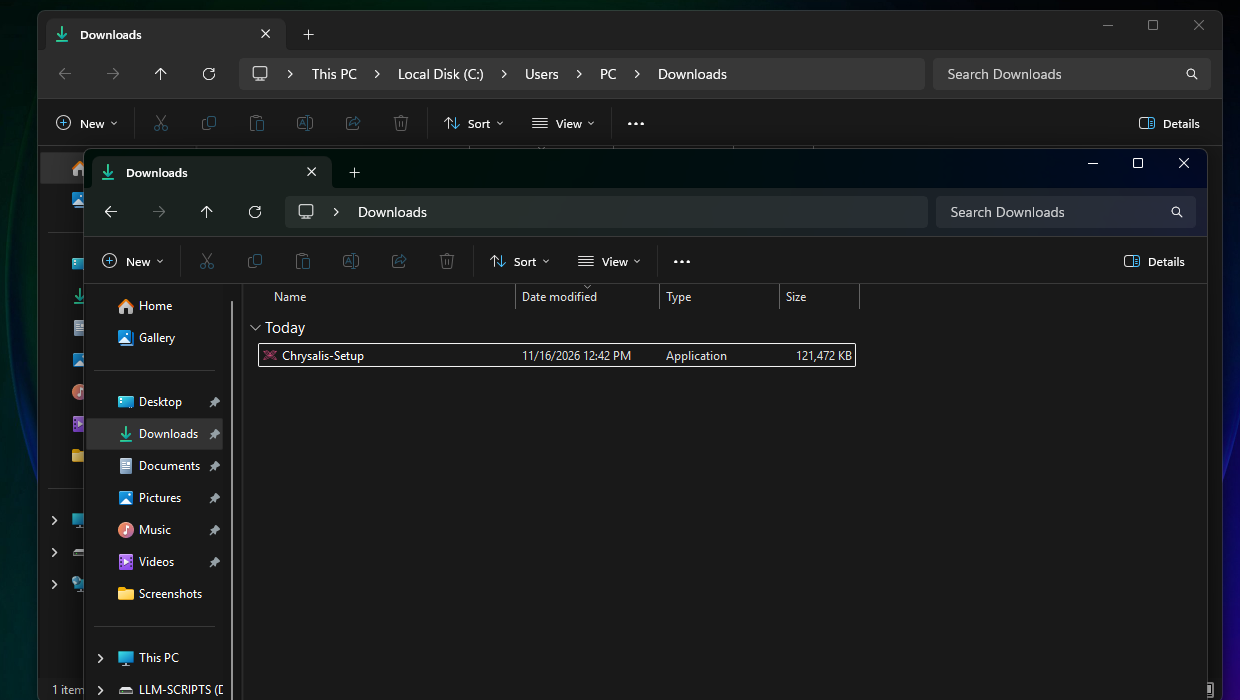 Downloads
This PC Local Disk (C:) Users PC Downloads Search Downloads
New Sort View Details
Downloads
Downloads Search Downloads
New Sort View Details
Name Date modified Type Size
Home
Today
Gallery
Chrysalis-Setup 11/16/2026 12:42 PM Application 121,472 KB
Desktop
Downloads
Documents
Pictures
Music
Videos
Screenshots
This PC
1 item LLM-SCRIPTS (D